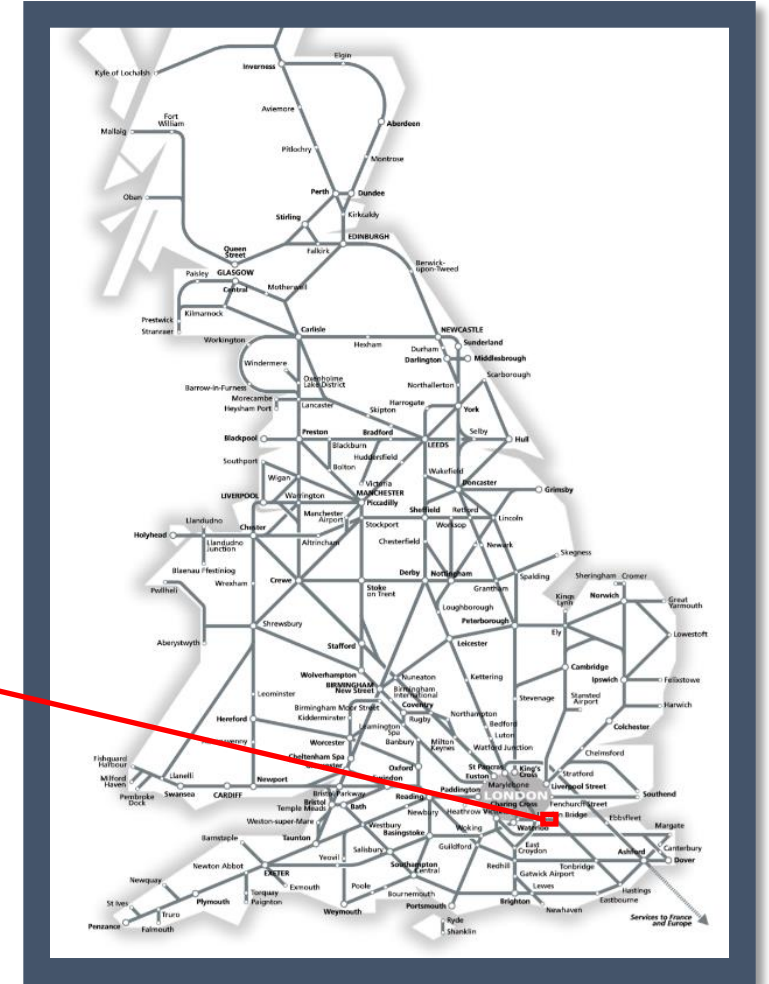 Elgin
Inverness
Kyle of Lochalsh
Aviemore
Fort
William
Mallaig
Aberdeen
Pitlochry
Montrose
Perth
Dundee
Oban
Stirling
Kirkcaldy
EDINBURGH
Queen
Street
Falkirk
Berwick-
upon-Tweed
Paisley
GLASGOW
Central
Motherwell
Prestwick
Kilmarnock
Stranraer
Carlisle
NEWCASTLE
Workington
Hexham
Sunderland
Durham
Darlington
Middlesbrough
Windermere
Scarborough
Oxenholme
Lake District
Barrow-in-Furness
Northallerton
Morecambe
Heysham Port
Lancaster
Harrogate
Skipton
York
Blackpool
Preston
Bradford
Selby
Hull
Blackburn
LEEDS
Southport
Huddersfield
Bolton
Wakefield
Wigan
Victoria
Doncaster
LIVERPOOL
Warrington
MANCHESTER
Piccadilly
Grimsby
Manchester
Airport
Sheffield
Retford
Llandudno
Chester
Stockport
Worksop
Lincoln
Holyhead
Llandudno
Junction
Altrincham
Chesterfield
Newark
Skegness
Blaenau Ffestiniog
Wrexham
Crewe
Derby
Nottingham
Spalding
Sheringham
Cromer
Pwllheli
Stoke
on Trent
Grantham
Kings
Lynn
Norwich
Great
Yarmouth
Loughborough
Shrewsbury
Peterborough
Ely
Lowestoft
Aberystwyth
Stafford
Leicester
Wolverhampton
Nuneaton
Kettering
Cambridge
BIRMINGHAM
New Street
Birmingham
International
Ipswich
Felixstowe
Leominster
Coventry
Stevenage
Stansted
Airport
Birmingham Moor Street
Harwich
Kidderminster
Rugby
Northampton
Hereford
Leamington
Spa
Bedford
Colchester
Luton
Worcester
Banbury
Milton
Keynes
Watford Junction
Chelmsford
Cheltenham Spa
Fishguard
Harbour
Oxford
St Pancras
King's
Cross
Stratford
Milford
Haven
Llanelli
Newport
Swindon
Euston
Marylebone
Liverpool Street
Pembroke
Dock
Swansea
CARDIFF
Parkway
Reading
Paddington
LONDON
Southend
Bristol
Temple Meads
Bath
Newbury
Heathrow
Charing Cross
Fenchurch Street
Weston-super-Mare
Westbury
Basingstoke
Bridge
Ebbsfleet
Waterloo
Margate
Barnstaple
Taunton
Woking
Salisbury
Guildford
East
Croydon
Canterbury
Yeovil
Ashford
Dover
Newton Abbot
Southampton
Central
Redhill
Tonbridge
Gatwick Airport
Newquay
EXETER
Exmouth
Poole
Lewes
Hastings
St Ives
Plymouth
Torquay
Paignton
Bournemouth
Eastbourne
Truro
Weymouth
Portsmouth
Brighton
Newhaven
Penzance
Falmouth
Ryde
Shanklin
Services to France
and Europe